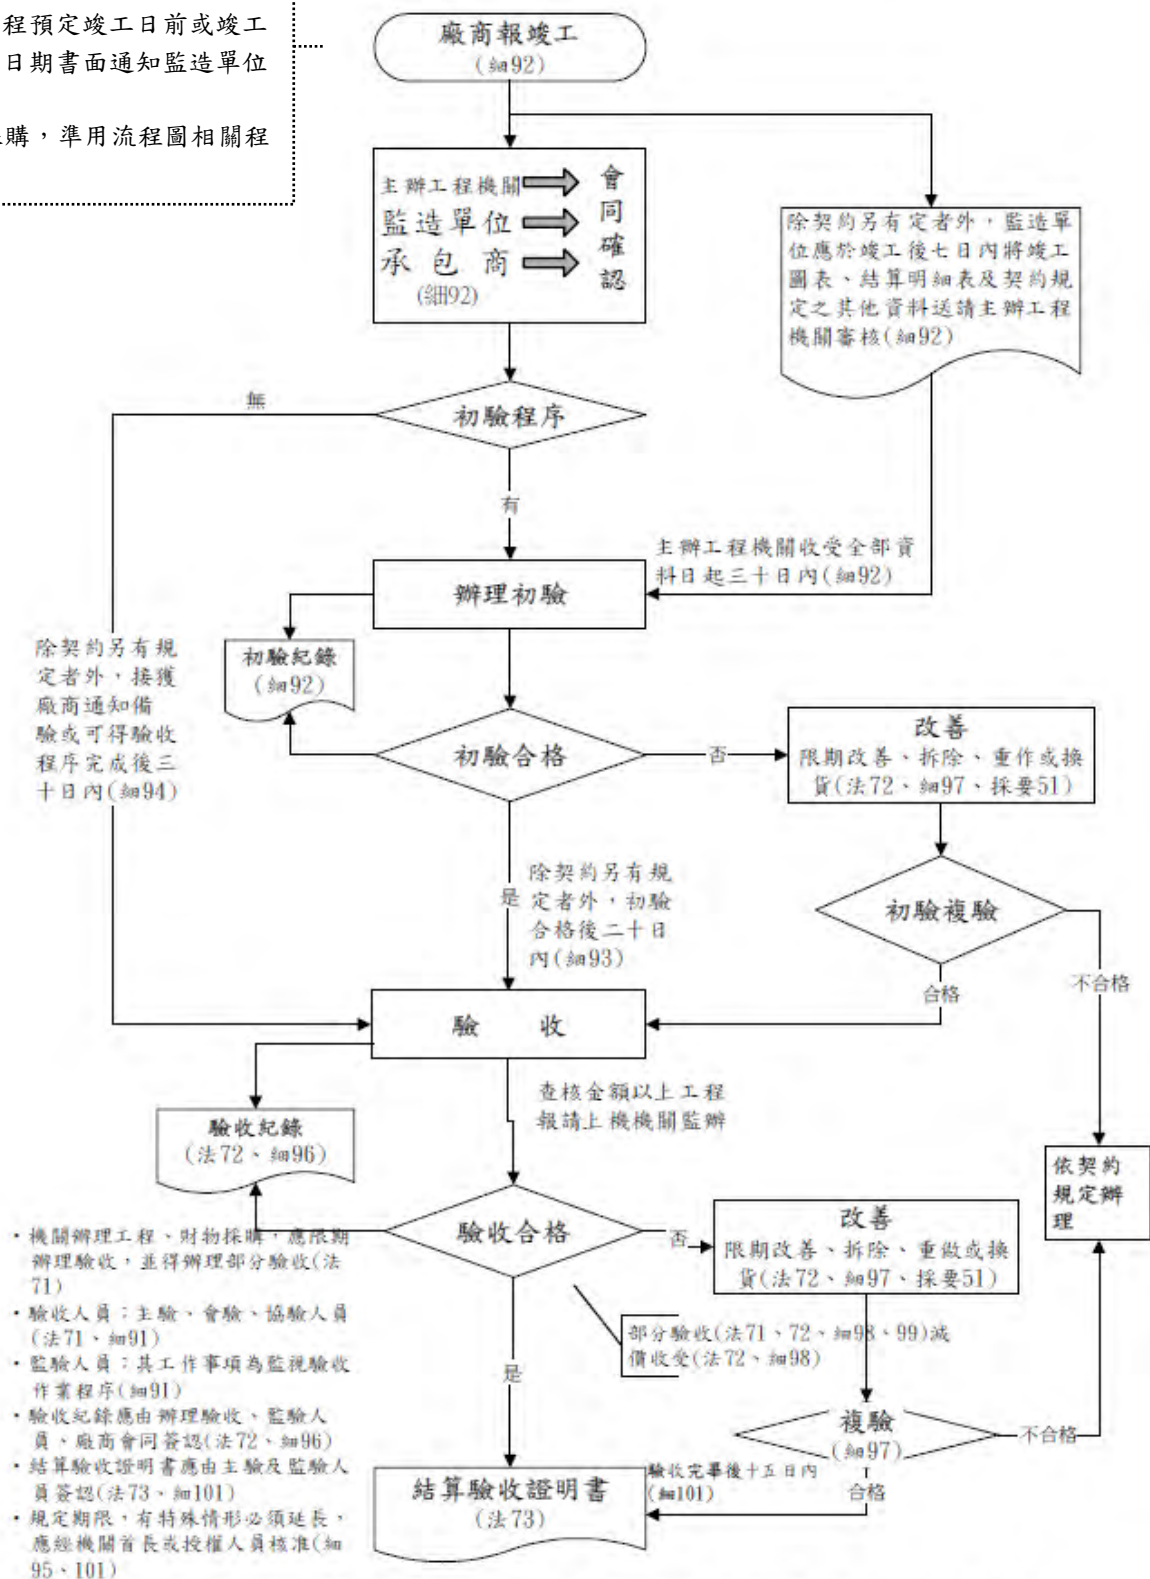 程預定竣工日前或竣工
日期書面通知監造單位
購，準用流程圖相關程
廠商報竣工
(細92)
主辦工程機關
監造單位
承包商
(細92)
會
同
確
認
除契約另有定者外，監造單
位應於竣工後七日內將竣工
圖表、結算明細表及契約規
定之其他資料送請主辦工程
機關審核(細92)
無
初驗程序
有
主辦工程機關收受全部資
料日起三十日內(細92)
辦理初驗
初驗紀錄
(細92)
除契約另有規
定者外，接獲
廠商通知備
驗或可得驗收
程序完成後三
十日內(細94)
初驗合格
否
改善
限期改善、拆除、重作或換
貨(法72、細97、採要51)
是
除契約另有規
定者外，初驗
合格後二十日
內(細93)
初驗複驗
合格
不合格
驗 收
查核金額以上工程
報請上機機關監辦
驗收紀錄
(法72、細96)
依契約
規定辦
理
驗收合格
否
改善
限期改善、拆除、重做或換
貨(法72、細97、採要51)
部分驗收(法71、72、細98、99)減
價收受(法72、細98)
是
複驗
(細97)
不合格
合格
驗收完畢後十五日內
(細101)
結算驗收證明書
(法73)
・機關辦理工程、財物採購，應限期
辦理驗收，並得辦理部分驗收(法
71)
・驗收人員：主驗、會驗、協驗人員
(法71、細91)
・監驗人員：其工作事項為監視驗收
作業程序(細91)
・驗收紀錄應由辦理驗收、監驗人
員、廠商會同簽認(法72、細96)
・結算驗收證明書應由主驗及監驗人
員簽認(法73、細101)
・規定期限，有特殊情形必須延長，
應經機關首長或授權人員核准(細
95、101)